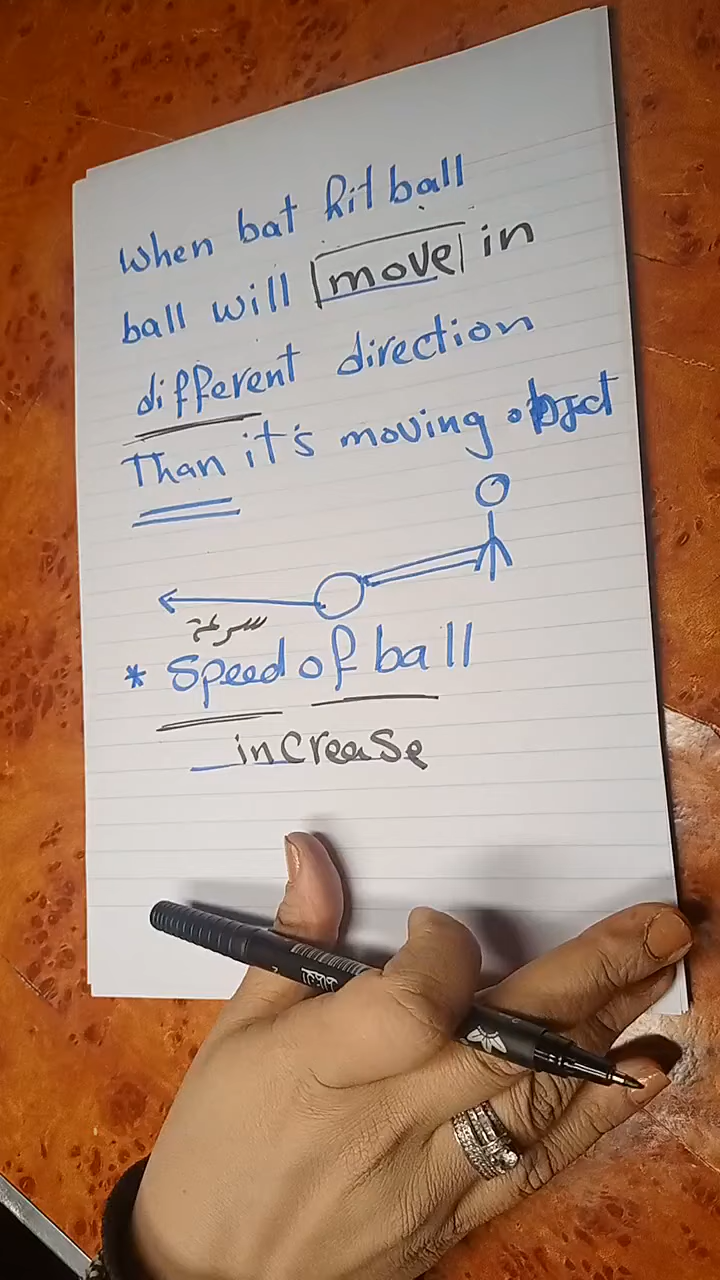 When bat hit ball
ball will move in
different direction
Than it's moving object
سرعة
* Speed of ball
increase